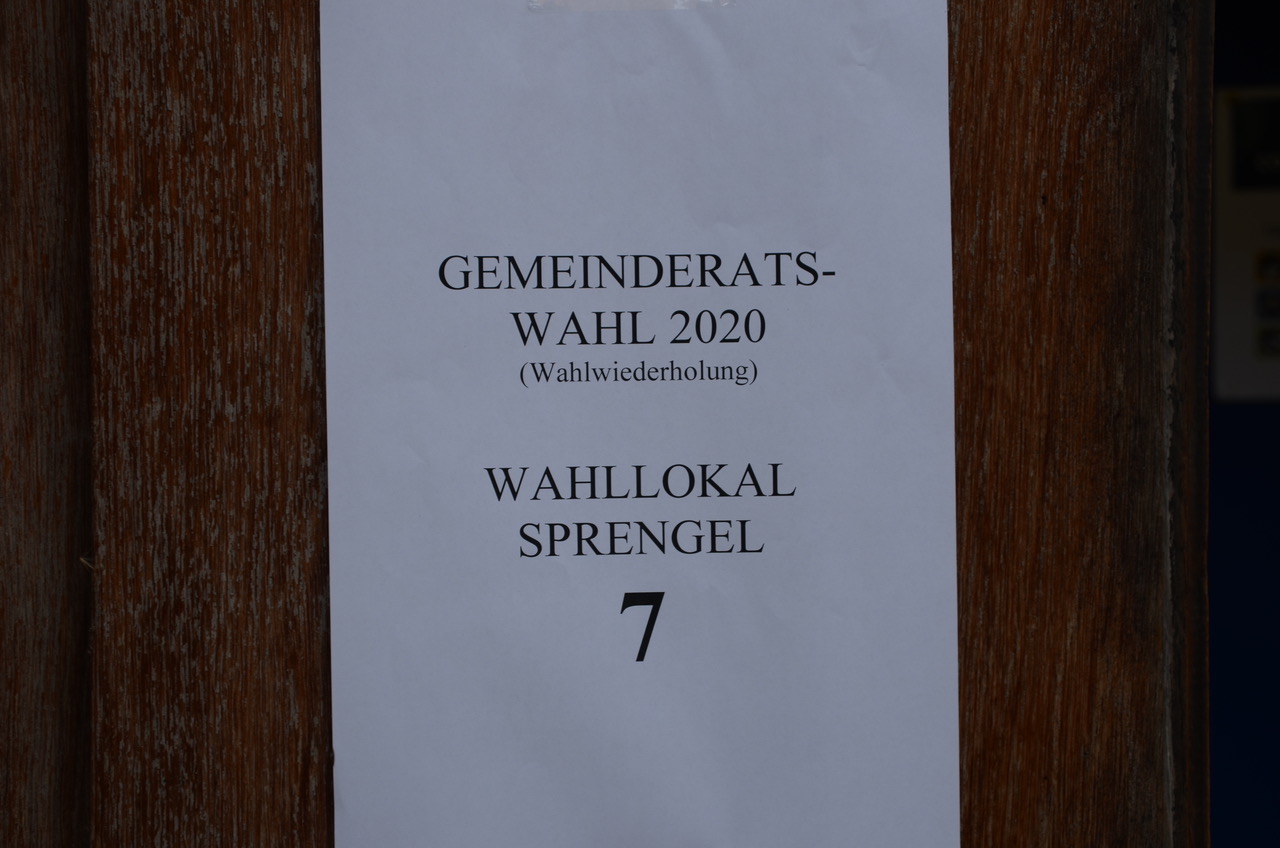 GEMEINDERATS-
WAHL 2020
(Wahlwiederholung)
WAHLLOKAL
SPRENGEL
7